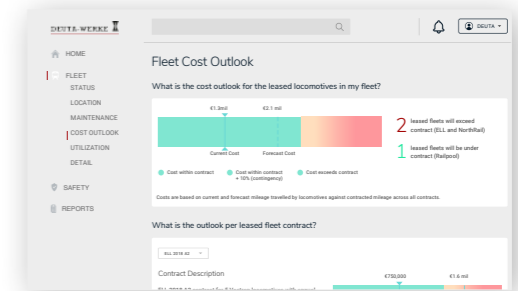 DEUTA-WERKE
DEUTA
HOME
FLEET
STATUS
LOCATION
MAINTENANCE
COST OUTLOOK
UTILIZATION
DETAIL
SAFETY
REPORTS
Fleet Cost Outlook
What is the cost outlook for the leased locomotives in my fleet?
€1.3mil €2.1 mil
Current Cost Forecast Cost
2 leased fleets will exceed
contract (ELL and NorthRail)
1 leased fleets will be under
contract (Railpool)
Cost within contract Cost within contract Cost exceeds contract
+ 10% (contingency)
Costs are based on current and forecast mileage travelled by locomotives against contracted mileage across all contracts.
What is the outlook per leased fleet contract?
ELL 2018 A2
Contract Description
€750,000 €1.6 mil